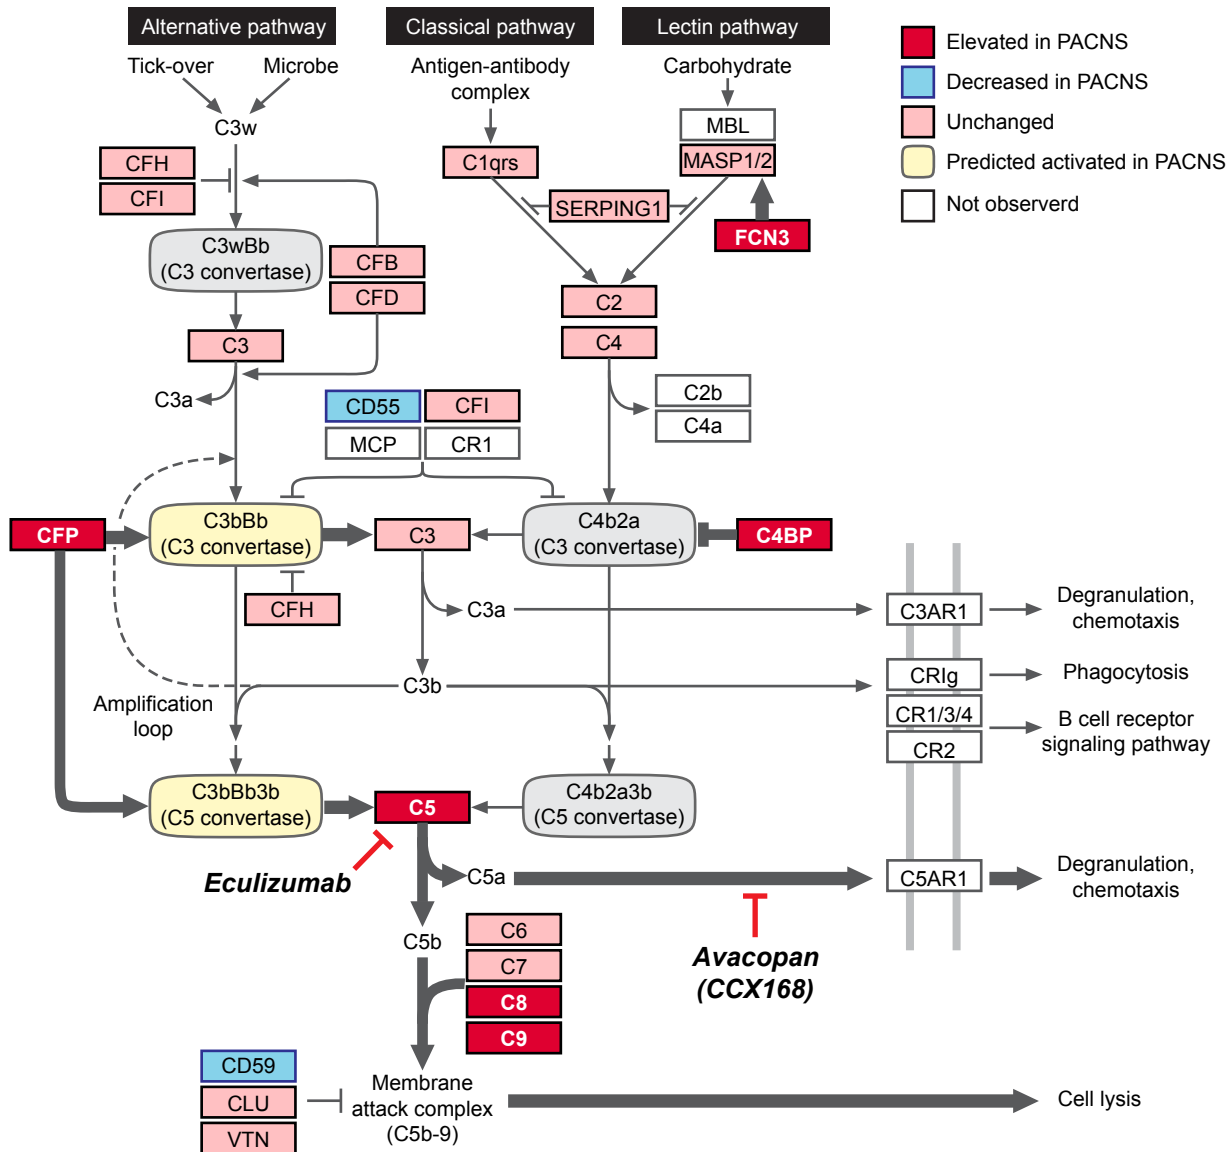 Alternative pathway
Classical pathway
Lectin pathway
Elevated in PACNS
Decreased in PACNS
Unchanged
Predicted activated in PACNS
Not observerd
Tick-over
Microbe
Antigen-antibody
complex
Carbohydrate
C3w
MBL
CFH
CFI
C1qrs
MASP1/2
SERPING1
FCN3
C3wBb
(C3 convertase)
CFB
CFD
C2
C4
C3
C3a
CD55
CFI
MCP
CR1
C2b
C4a
CFP
C3bBb
(C3 convertase)
C3
C4b2a
(C3 convertase)
C4BP
CFH
C3a
C3AR1
Degranulation,
chemotaxis
C3b
CRIg
Phagocytosis
Amplification
loop
CR1/3/4
CR2
B cell receptor
signaling pathway
C3bBb3b
(C5 convertase)
C5
C4b2a3b
(C5 convertase)
Eculizumab
C5a
C5AR1
Degranulation,
chemotaxis
C5b
C6
C7
C8
C9
Avacopan
(CCX168)
CD59
CLU
VTN
Membrane
attack complex
(C5b-9)
Cell lysis